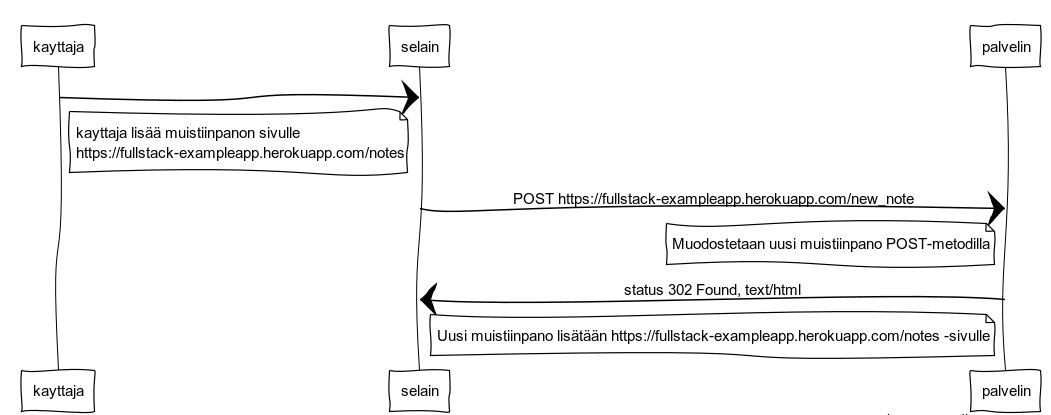 kayttaja selain palvelin
kayttaja lisää muistiinpanon sivulle
https://fullstack-exampleapp.herokuapp.com/notes
POST https://fullstack-exampleapp.herokuapp.com/new_note
Muodostetaan uusi muistiinpano POST-metodilla
status 302 Found, text/html
Uusi muistiinpano lisätään https://fullstack-exampleapp.herokuapp.com/notes -sivulle
kayttaja selain palvelin